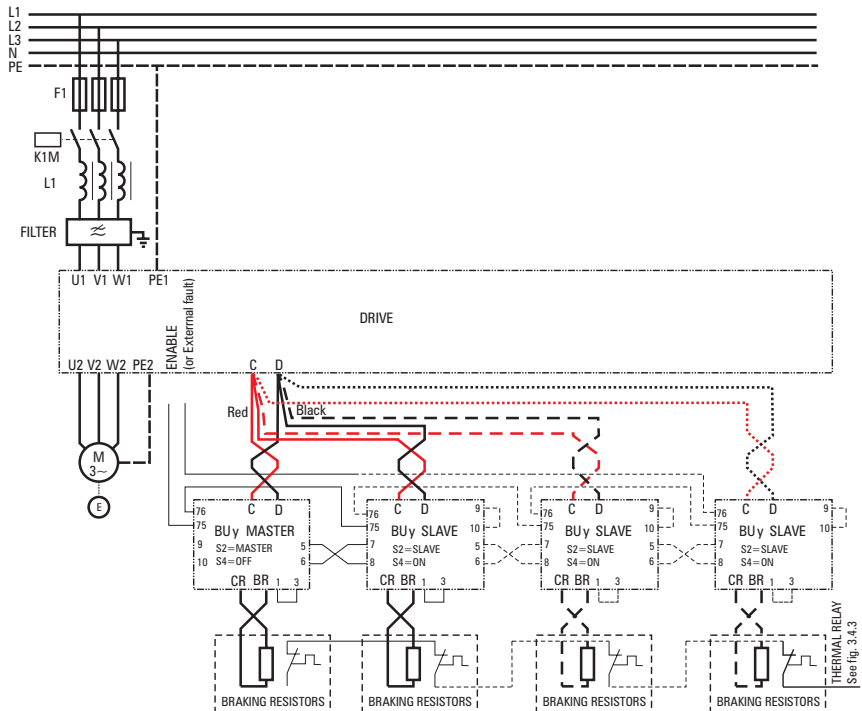 L1
L2
L3
N
PE
F1
K1M
L1
FILTER
U1 V1 W1 PE1
DRIVE
ENABLE
(or Exterrnal fault)
U2 V2 W2 PE2
C D
Red
Black
M
3~
E
C D
76
75
BUy MASTER
9
S2=MASTER
5
10
S4=OFF
6
CR BR 1 3
C D
76
9
75
10
BUy SLAVE
7
S2=SLAVE
5
8
S4=ON
6
CR BR 1 3
C D
76
9
75
10
BUy SLAVE
7
S2=SLAVE
5
8
S4=ON
6
CR BR 1 3
C D
76
9
75
10
BUy SLAVE
7
S2=SLAVE
8
S4=ON
CR BR 1 3
BRAKING RESISTORS
BRAKING RESISTORS
BRAKING RESISTORS
BRAKING RESISTORS
THERMAL RELAY
See fig. 3.4.3